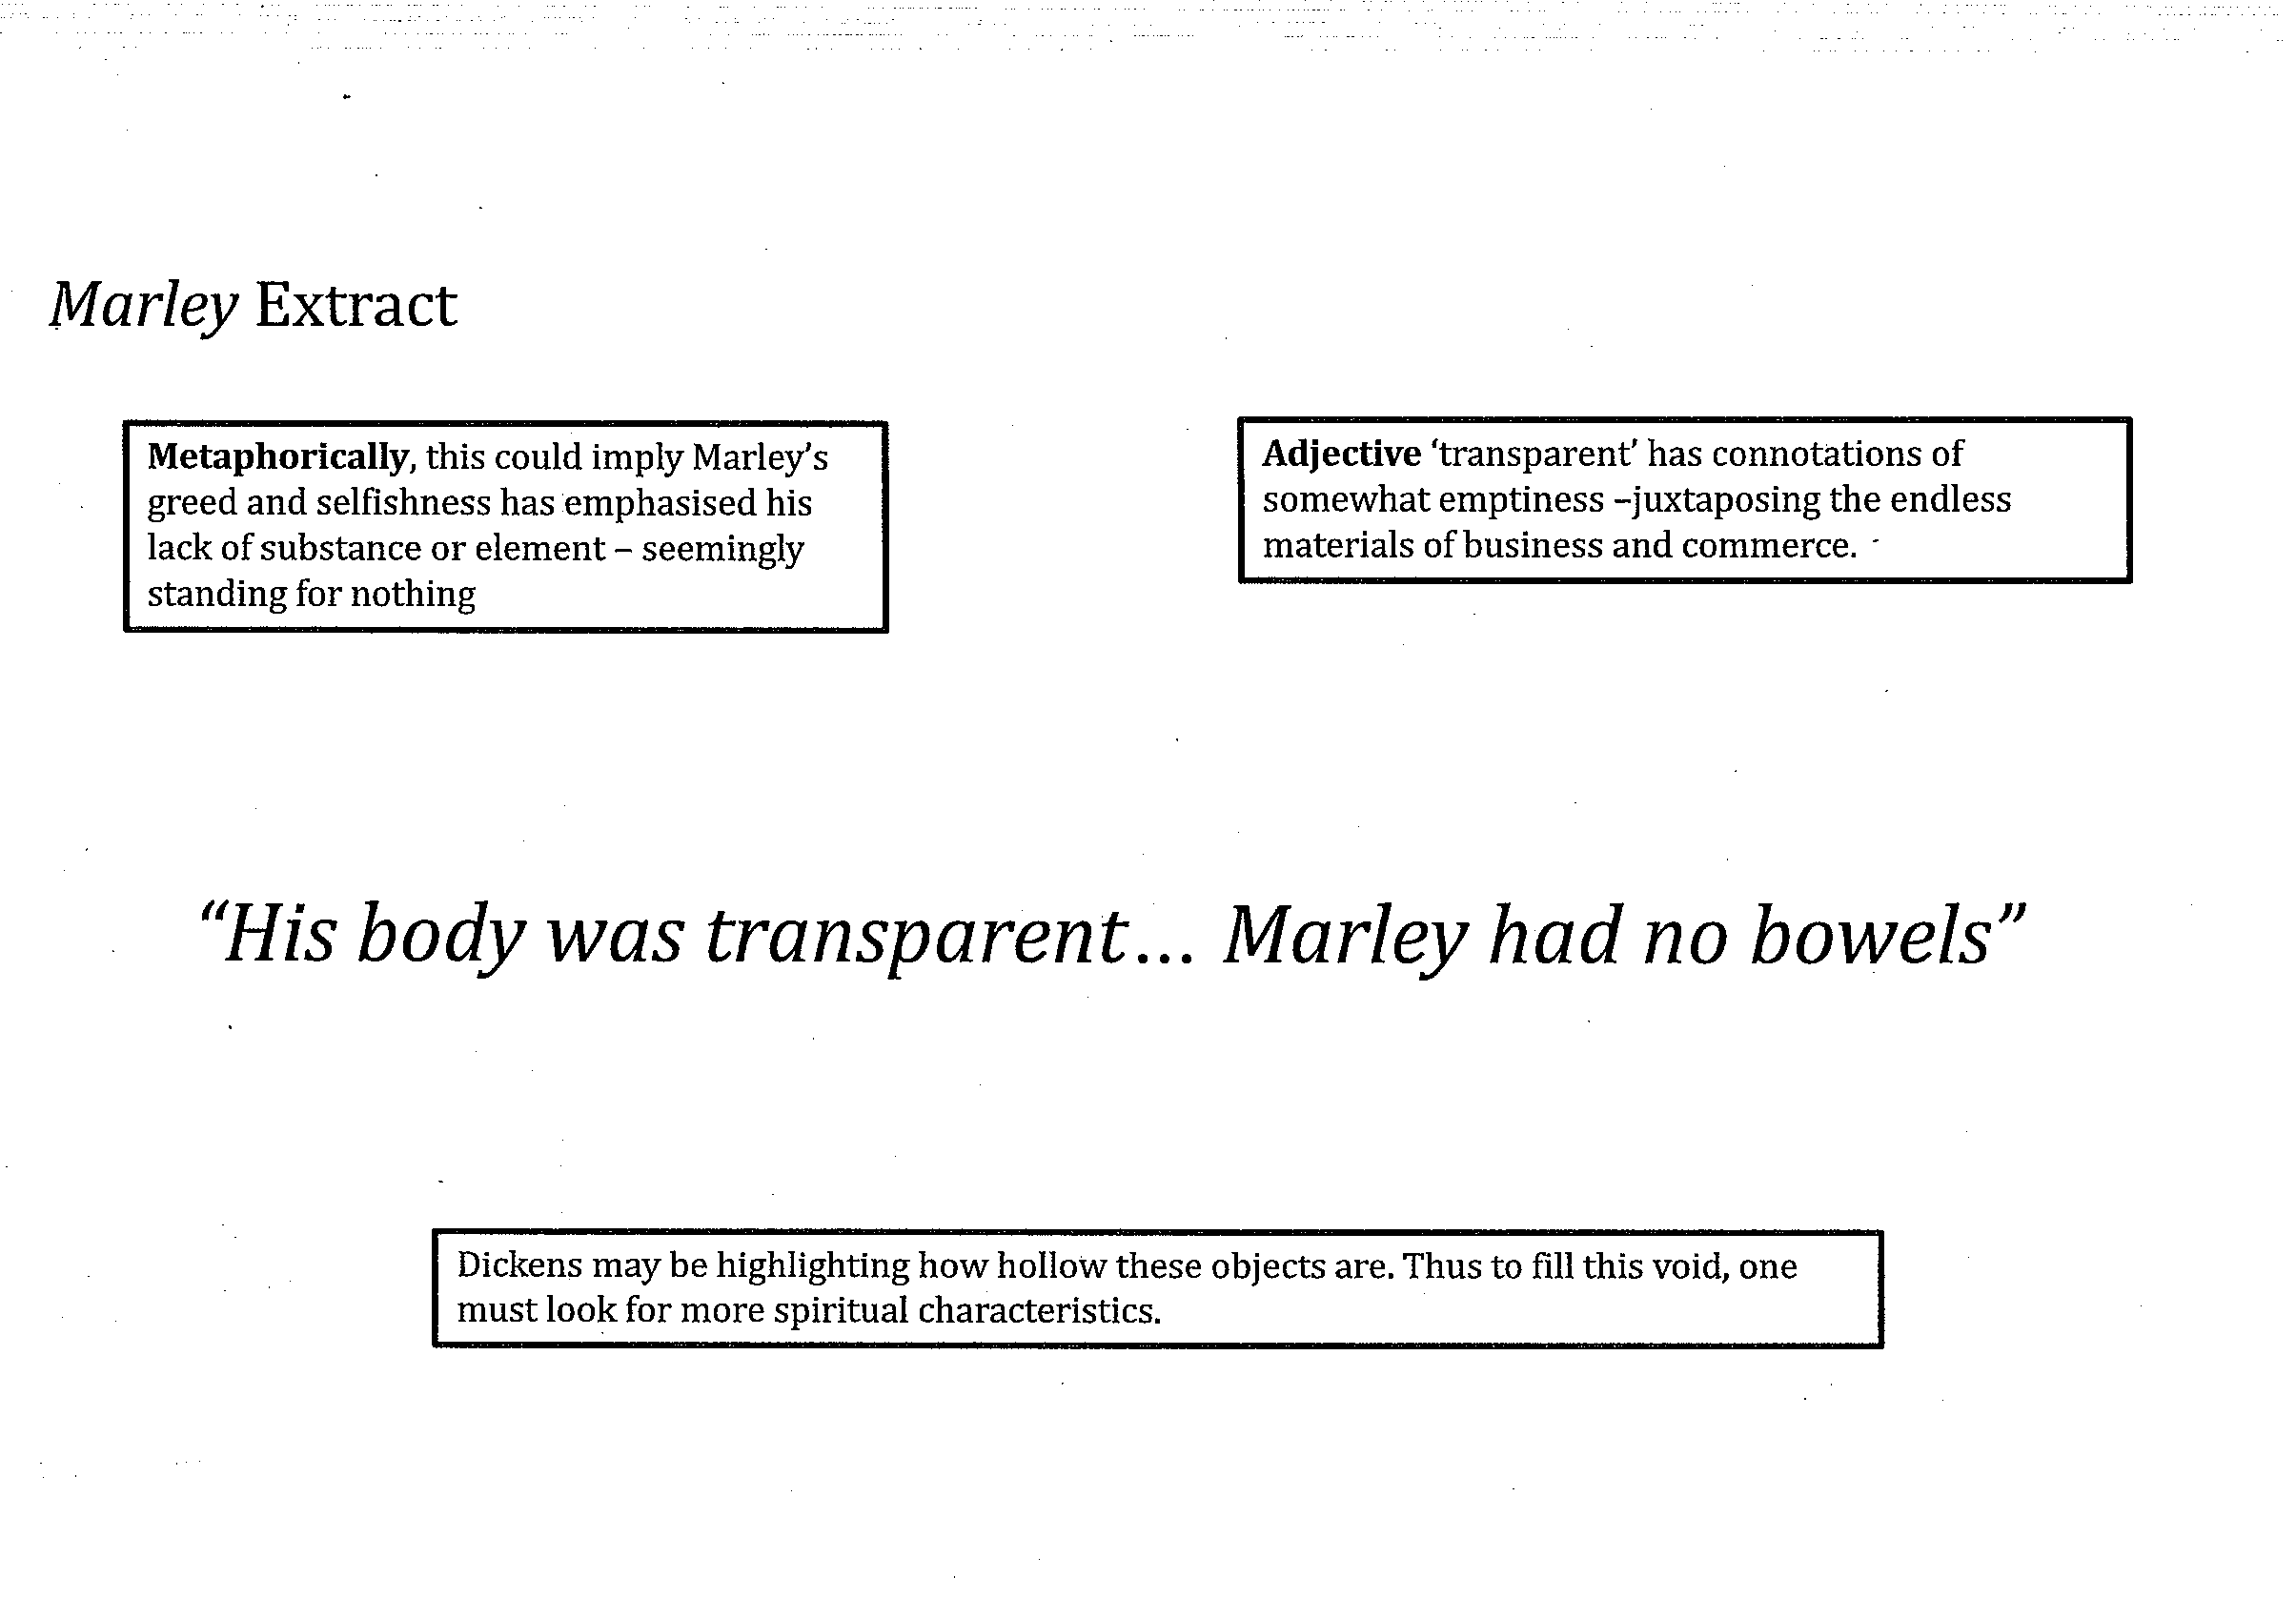 Marley Extract
Metaphorically, this could imply Marley's
greed and selfishness has emphasised his
lack of substance or element – seemingly
standing for nothing
Adjective ‘transparent’ has connotations of
somewhat emptiness –juxtaposing the endless
materials of business and commerce.
“His body was transparent... Marley had no bowels”
Dickens may be highlighting how hollow these objects are. Thus to fill this void, one
must look for more spiritual characteristics.